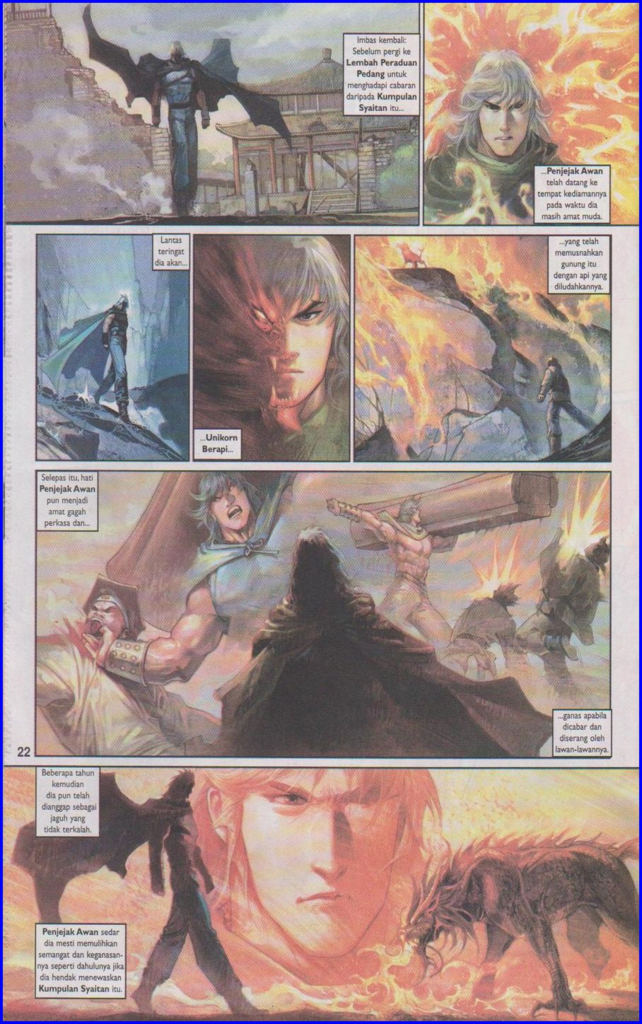 Imbas kembali:
Sebelum pergi ke
Lembah Peraduan
Pedang untuk
menghadapi cabaran
daripada Kumpulan
Syaitan itu...
...Penjejak Awan
telah datang ke
tempat kediamannya
pada waktu dia
masih amat muda.
Lantas
teringat
dia akan...
...Unikorn
Berapi...
...yang telah
memusnahkan
gunung itu
dengan api yang
diludahkannya.
Selepas itu, hati
Penjejak Awan
pun menjadi
amat gagah
perkasa dan...
...ganas apabila
dicabar dan
diserang oleh
lawan-lawannya.
22
Beberapa tahun
kemudian
dia pun telah
dianggap sebagai
jaguh yang
tidak terkalah.
Penjejak Awan sedar
dia mesti memulihkan
semangat dan keganasan-
nya seperti dahulunya jika
dia hendak menewaskan
Kumpulan Syaitan itu.